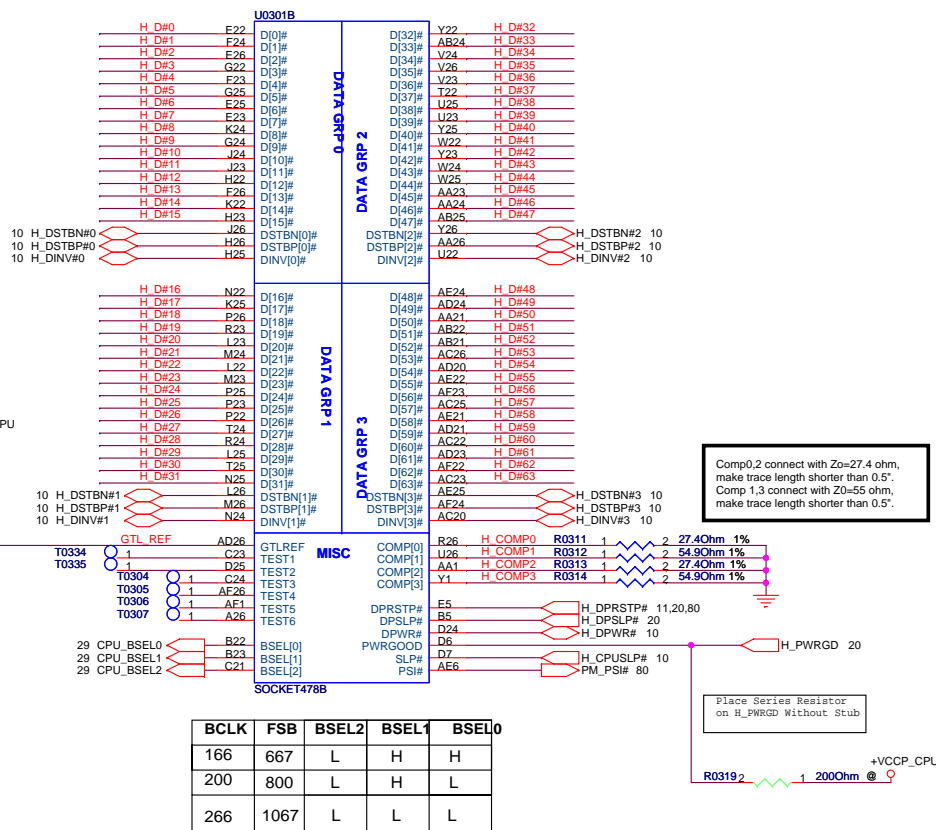 U0301B
H_D#0 E22 D[0]# D[32]# Y22 H_D#32
H_D#1 F24 D[1]# D[33]# AB24 H_D#33
H_D#2 E26 D[2]# D[34]# V24 H_D#34
H_D#3 G22 D[3]# D[35]# V26 H_D#35
H_D#4 F23 D[4]# D[36]# V23 H_D#36
H_D#5 G25 D[5]# D[37]# T22 H_D#37
H_D#6 E25 D[6]# D[38]# U25 H_D#38
H_D#7 E23 D[7]# D[39]# U23 H_D#39
H_D#8 K24 D[8]# D[40]# Y25 H_D#40
H_D#9 G24 D[9]# D[41]# W22 H_D#41
H_D#10 J24 D[10]# D[42]# Y23 H_D#42
H_D#11 J23 D[11]# D[43]# W24 H_D#43
H_D#12 H22 D[12]# D[44]# W25 H_D#44
H_D#13 F26 D[13]# D[45]# AA23 H_D#45
H_D#14 K22 D[14]# D[46]# AA24 H_D#46
H_D#15 H23 D[15]# D[47]# AB25 H_D#47
10 H_DSTBN#0 J26 DSTBN[0]# DSTBN[2]# Y26 H_DSTBN#2 10
10 H_DSTBP#0 H26 DSTBP[0]# DSTBP[2]# AA26 H_DSTBP#2 10
10 H_DINV#0 H25 DINV[0]# DINV[2]# U22 H_DINV#2 10
DATA GRP 0
DATA GRP 2
H_D#16 N22 D[16]# D[48]# AE24 H_D#48
H_D#17 K25 D[17]# D[49]# AD24 H_D#49
H_D#18 P26 D[18]# D[50]# AA21 H_D#50
H_D#19 R23 D[19]# D[51]# AB22 H_D#51
H_D#20 L23 D[20]# D[52]# AB21 H_D#52
H_D#21 M24 D[21]# D[53]# AC26 H_D#53
H_D#22 L22 D[22]# D[54]# AD20 H_D#54
H_D#23 M23 D[23]# D[55]# AE22 H_D#55
H_D#24 P25 D[24]# D[56]# AF23 H_D#56
H_D#25 P23 D[25]# D[57]# AC25 H_D#57
H_D#26 P22 D[26]# D[58]# AE21 H_D#58
H_D#27 T24 D[27]# D[59]# AD21 H_D#59
H_D#28 R24 D[28]# D[60]# AC22 H_D#60
H_D#29 L25 D[29]# D[61]# AD23 H_D#61
H_D#30 T25 D[30]# D[62]# AF22 H_D#62
H_D#31 N25 D[31]# D[63]# AC23 H_D#63
10 H_DSTBN#1 L26 DSTBN[1]# DSTBN[3]# AE25 H_DSTBN#3 10
10 H_DSTBP#1 M26 DSTBP[1]# DSTBP[3]# AF24 H_DSTBP#3 10
10 H_DINV#1 N24 DINV[1]# DINV[3]# AC20 H_DINV#3 10
DATA GRP 1
DATA GRP 3
PU
Comp0,2 connect with Zo=27.4 ohm,
make trace length shorter than 0.5".
Comp 1,3 connect with Z0=55 ohm,
make trace length shorter than 0.5".
MISC
GTL_REF AD26 GTLREF COMP[0] R26 H_COMP0 R0311 1 2 27.4Ohm 1%
T0334 1 C23 TEST1 COMP[1] U26 H_COMP1 R0312 1 2 54.9Ohm 1%
T0335 1 D25 TEST2 COMP[2] AA1 H_COMP2 R0313 1 2 27.4Ohm 1%
T0304 1 C24 TEST3 COMP[3] Y1 H_COMP3 R0314 1 2 54.9Ohm 1%
T0305 1 AF26 TEST4
T0306 1 AF1 TEST5 DPRSTP# E5 H_DPRSTP# 11,20,80
T0307 1 A26 TEST6 DPSLP# B5 H_DPSLP# 20
DPWR# D24 H_DPWR# 10
29 CPU_BSEL0 B22 BSEL[0] PWRGOOD D6 H_PWRGD 20
29 CPU_BSEL1 B23 BSEL[1] SLP# D7 H_CPUSLP# 10
29 CPU_BSEL2 C21 BSEL[2] PSI# AE6 PM_PSI# 80
SOCKET478B
Place Series Resistor
on H_PWRGD Without Stub
+VCCP_CPU
R0319 2 1 200Ohm @
BCLK FSB BSEL2 BSEL1 BSEL0
166 667 L H H
200 800 L H L
266 1067 L L L